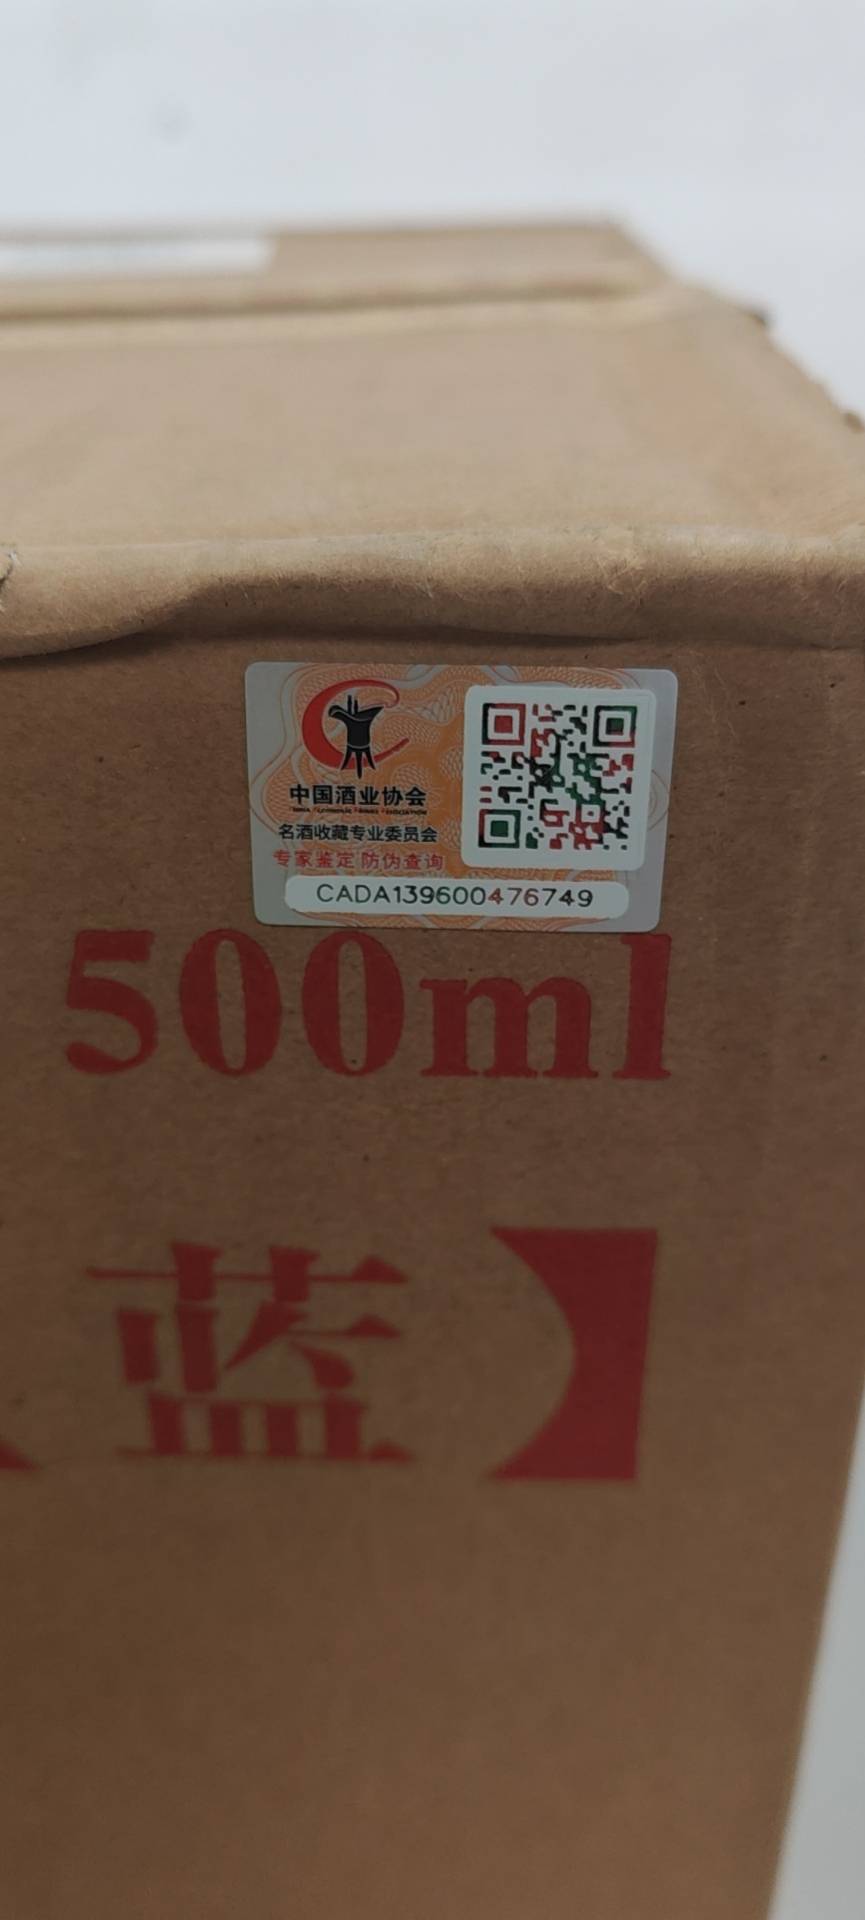 中国酒业协会
名酒收藏专业委员会
专家鉴定 防伪查询
CADA139600476749
500ml
蓝】